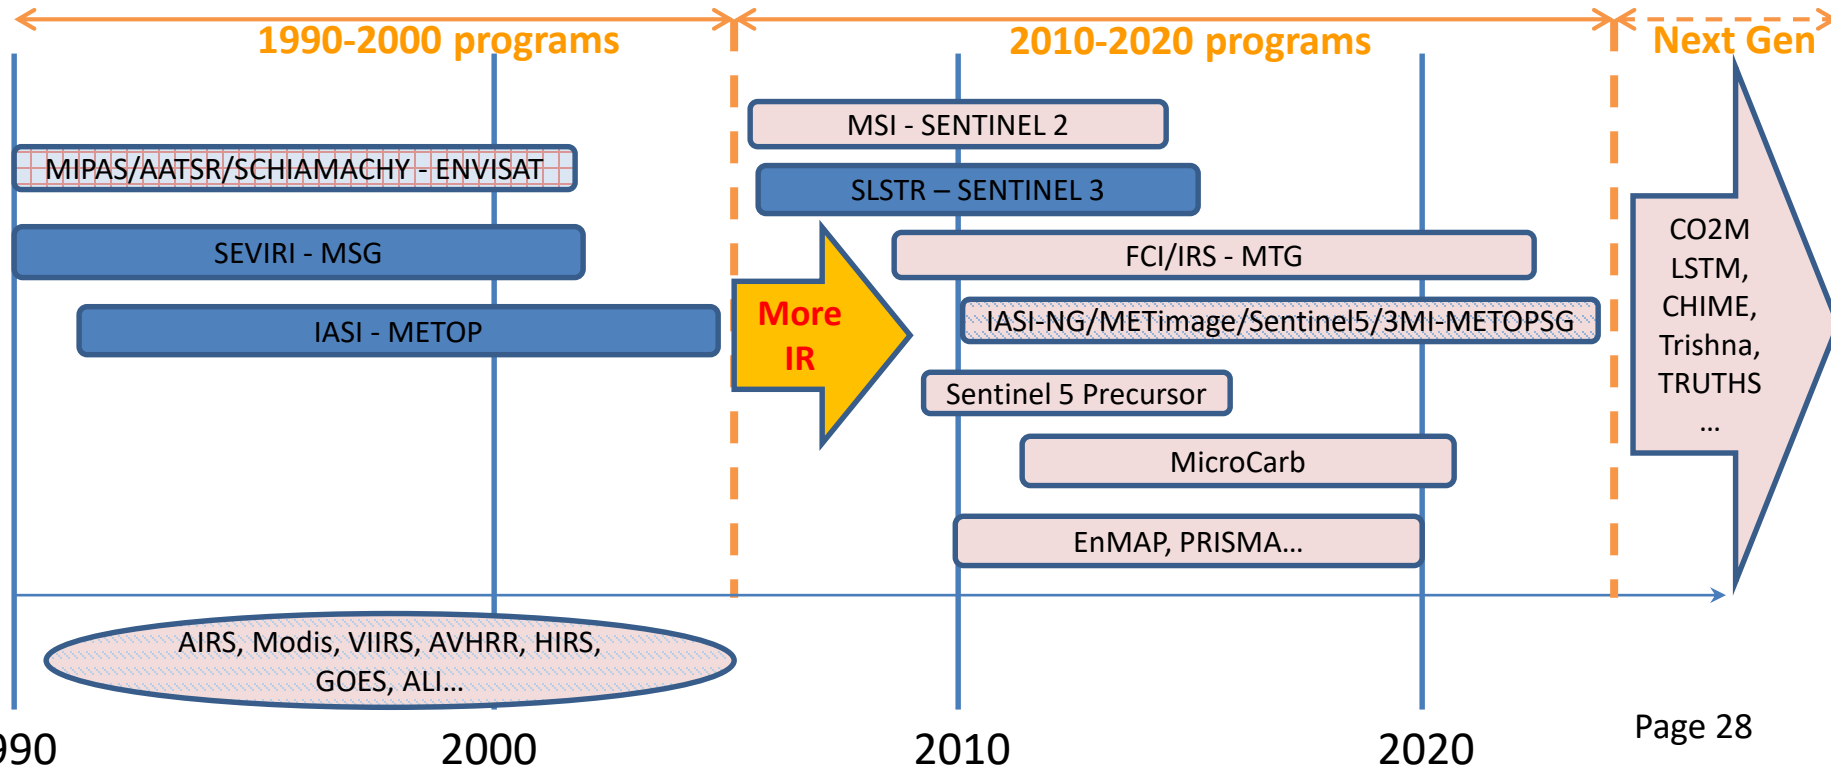 1990-2000 programs
2010-2020 programs
Next Gen
MSI - SENTINEL 2
MIPAS/AATSR/SCHIAMACHY - ENVISAT
SLSTR – SENTINEL 3
SEVIRI - MSG
FCI/IRS - MTG
IASI - METOP
More
IR
IASI-NG/METimage/Sentinel5/3MI-METOPSG
Sentinel 5 Precursor
MicroCarb
EnMAP, PRISMA...
CO2M
LSTM,
CHIME,
Trishna,
TRUTHS
...
AIRS, Modis, VIIRS, AVHRR, HIRS,
GOES, ALI...
990
2000
2010
2020
Page 28